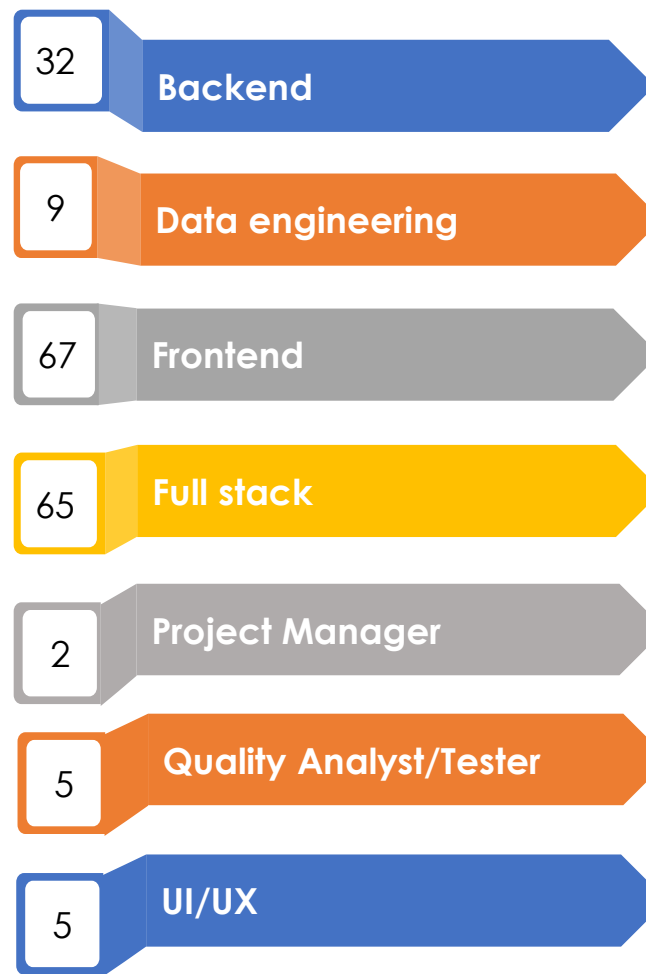 32
Backend
9
Data engineering
67
Frontend
65
Full stack
2
Project Manager
5
Quality Analyst/Tester
5
UI/UX